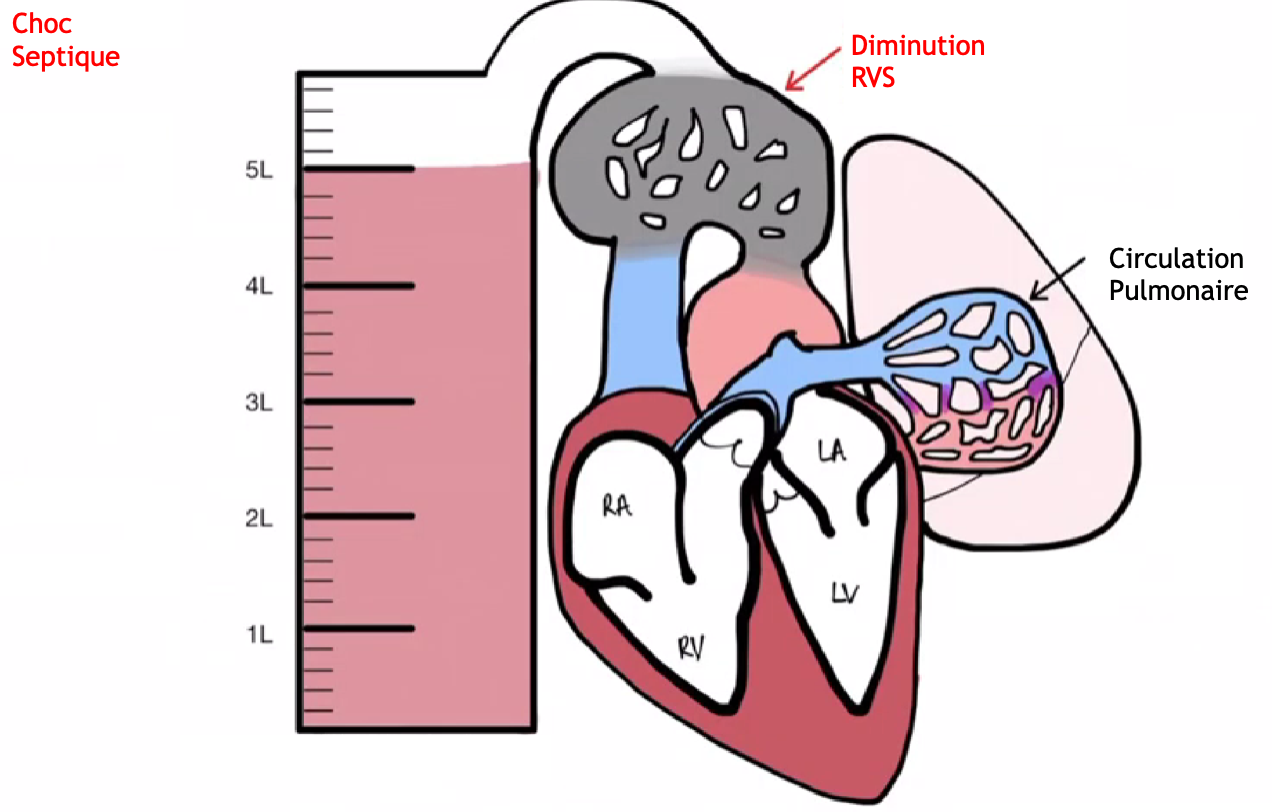 Choc
Septique
Diminution
RVS
5L
4L
3L
2L
1L
Circulation
Pulmonaire
LA
RA
LV
RV